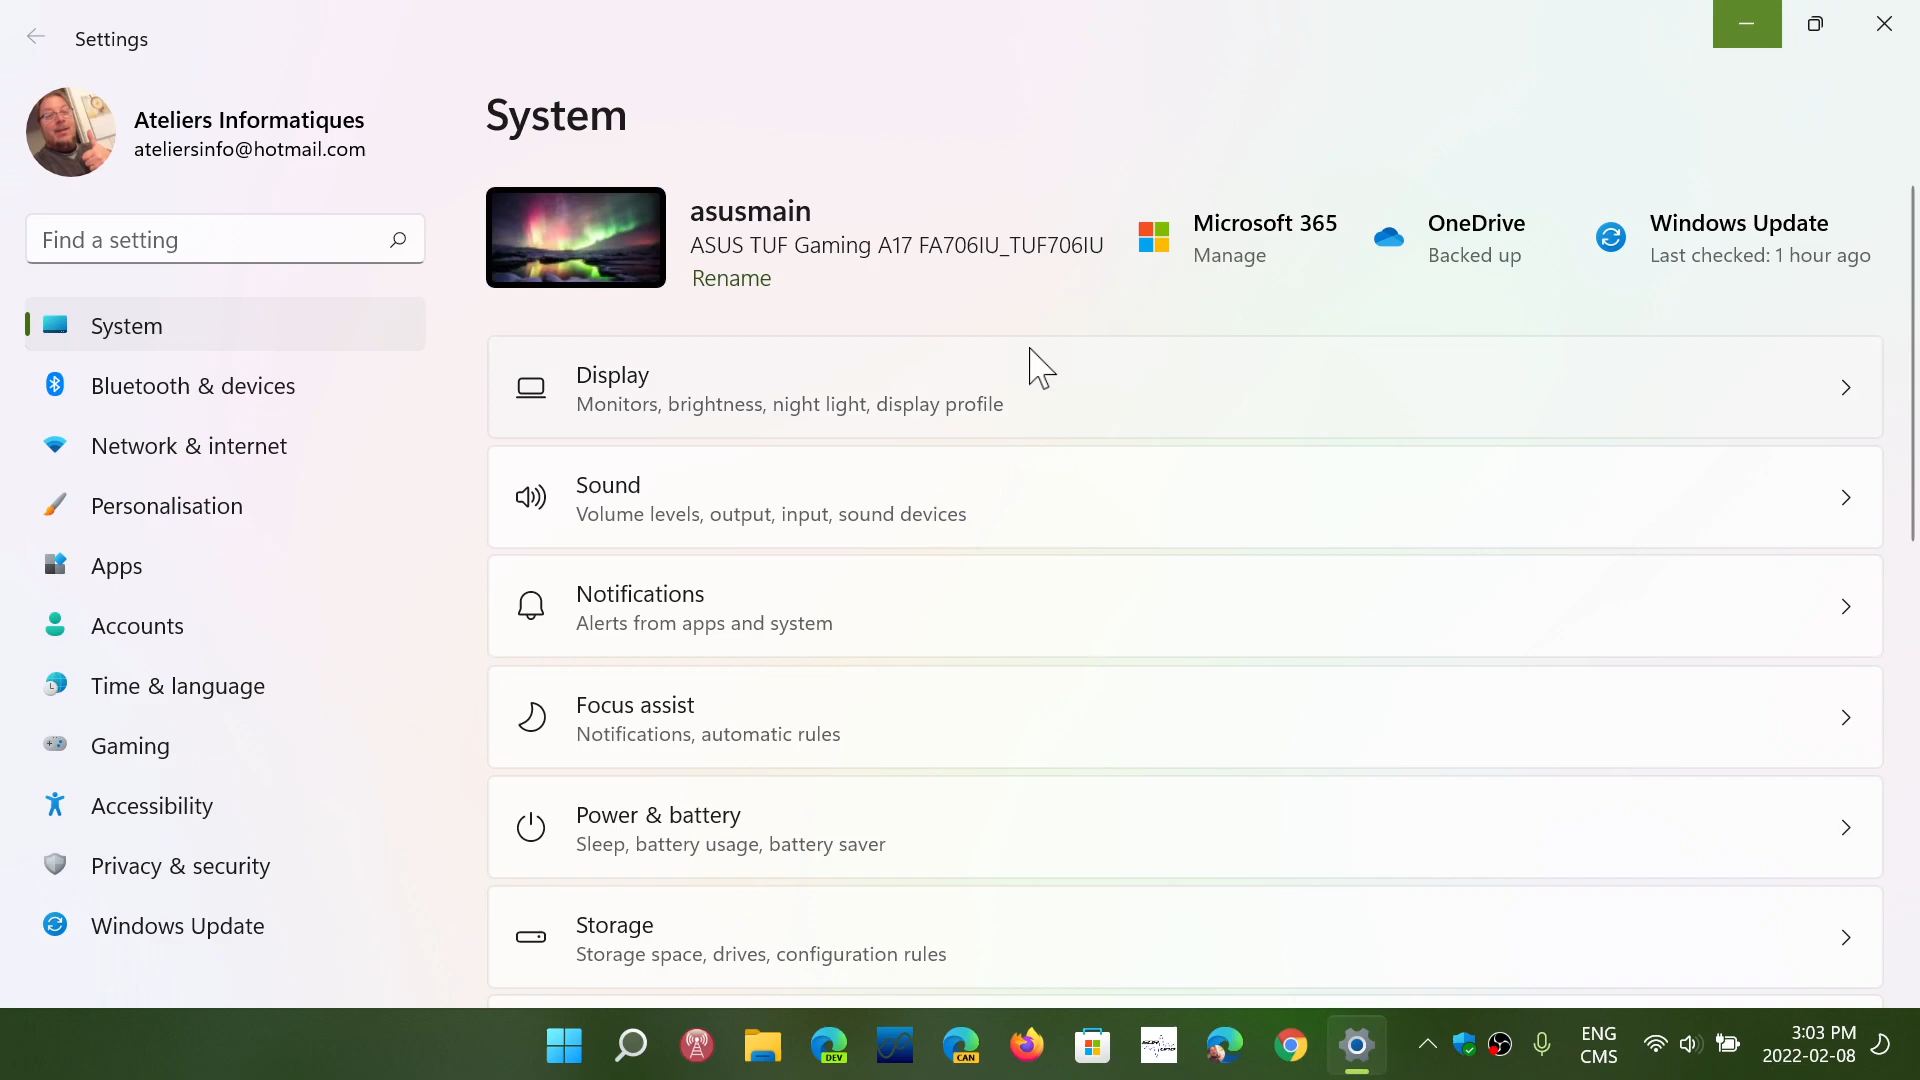 Settings
Ateliers Informatiques
ateliersinfo@hotmail.com
Find a setting
System
Bluetooth & devices
Network & internet
Personalisation
Apps
Accounts
Time & language
Gaming
Accessibility
Privacy & security
Windows Update
System
asusmain
ASUS TUF Gaming A17 FA706IU_TUF706IU
Rename
Microsoft 365
Manage
OneDrive
Backed up
Windows Update
Last checked: 1 hour ago
Display
Monitors, brightness, night light, display profile
Sound
Volume levels, output, input, sound devices
Notifications
Alerts from apps and system
Focus assist
Notifications, automatic rules
Power & battery
Sleep, battery usage, battery saver
Storage
Storage space, drives, configuration rules
DEV
CAN
ENG
CMS
3:03 PM
2022-02-08